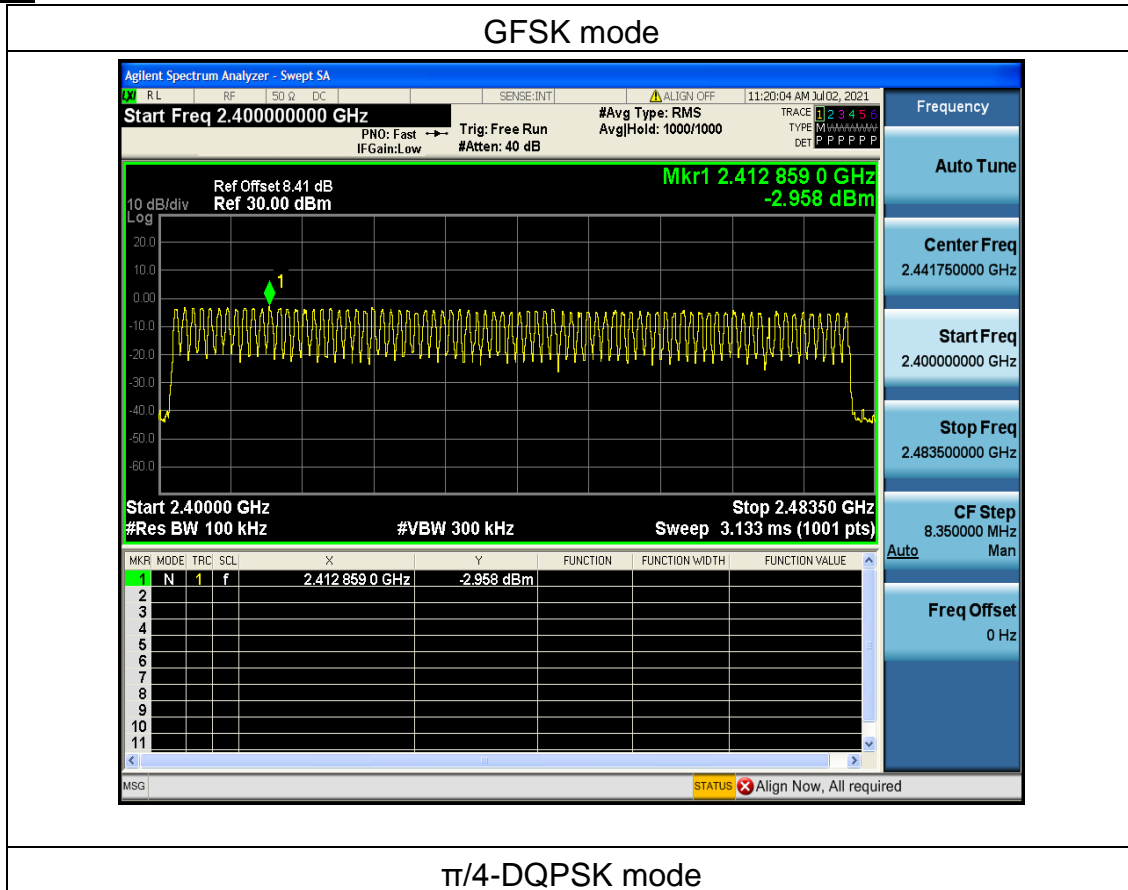 GFSK mode
Agilent Spectrum Analyzer - Swept SA
LXI RL RF 50 Ω DC SENSE:INT ALIGN OFF 11:20:04 AM Jul 02, 2021
Start Freq 2.400000000 GHz
PNO: Fast
IFGain:Low
Trig: Free Run
#Atten: 40 dB
#Avg Type: RMS
Avg|Hold: 1000/1000
TRACE 1 2 3 4 5 6
TYPE M
DET P P P P P P
Mkr1 2.412 859 0 GHz
-2.958 dBm
Ref Offset 8.41 dB
Ref 30.00 dBm
10 dB/div
Log
20.0
10.0
1
0.00
-10.0
-20.0
-30.0
-40.0
-50.0
-60.0
Start 2.40000 GHz
Stop 2.48350 GHz
#Res BW 100 kHz
#VBW 300 kHz
Sweep 3.133 ms (1001 pts)
MKR MODE TRC SCL X Y FUNCTION FUNCTION WIDTH FUNCTION VALUE
1 N 1 f 2.412 859 0 GHz -2.958 dBm
2
3
4
5
6
7
8
9
10
11
MSG
STATUS Align Now, All required
Frequency
Auto Tune
Center Freq
2.441750000 GHz
Start Freq
2.400000000 GHz
Stop Freq
2.483500000 GHz
CF Step
8.350000 MHz
Auto Man
Freq Offset
0 Hz
π/4-DQPSK mode